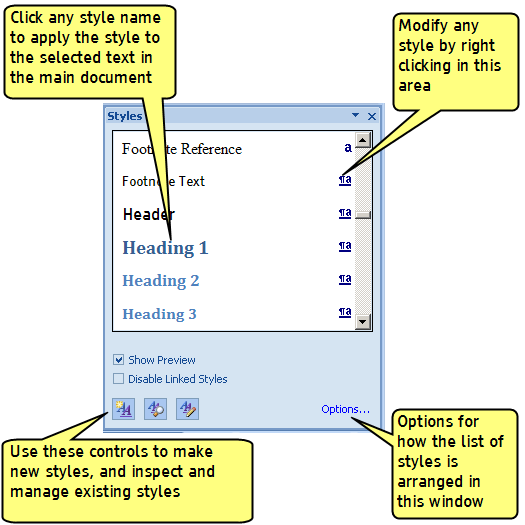 Click any style name
to apply the style to
the selected text in
the main document
Modify any
style by right
clicking in this
area
Styles
Footnote Reference a
Footnote Text ¶a
Header ¶a
Heading 1 ¶a
Heading 2 ¶a
Heading 3 ¶a
Show Preview
Disable Linked Styles
Options...
Use these controls to make
new styles, and inspect and
manage existing styles
Options for
how the list of
styles is
arranged in
this window